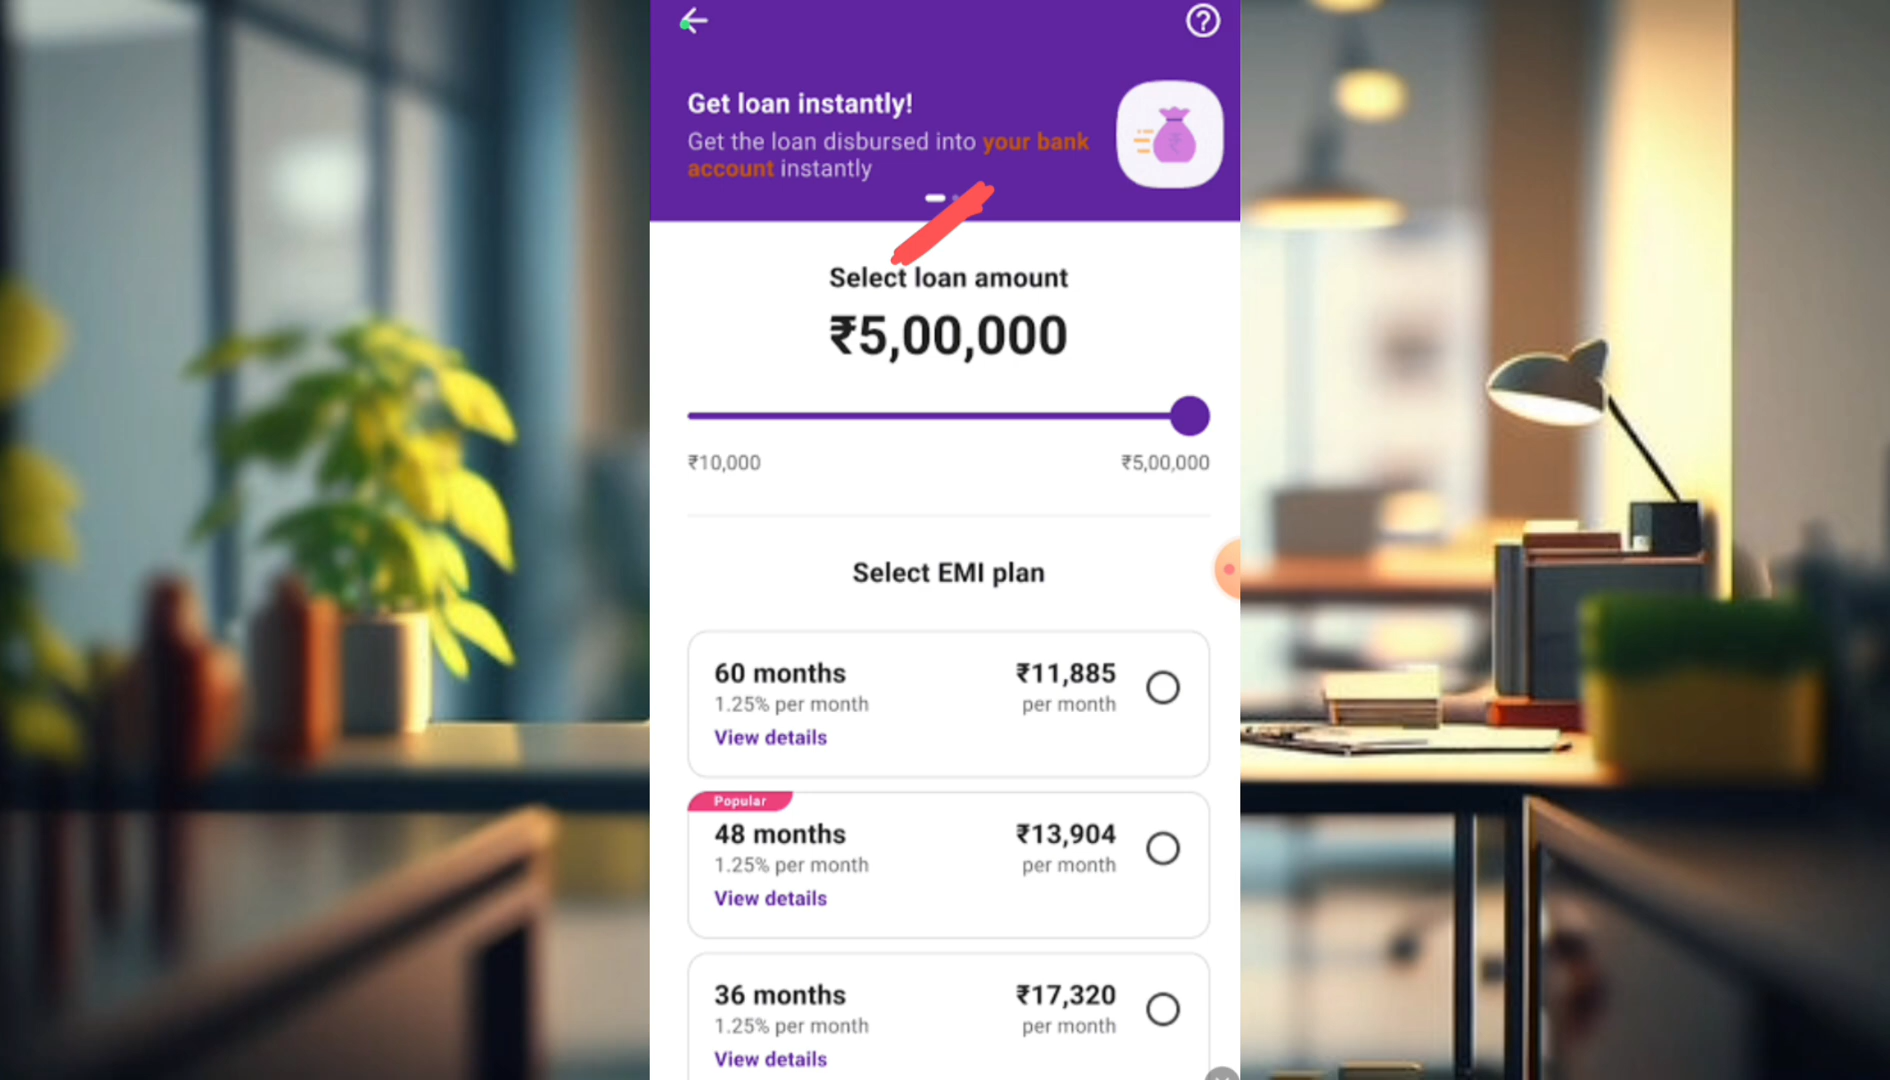 Get loan instantly!
Get the loan disbursed into your bank
account instantly
Select loan amount
₹5,00,000
₹10,000 ₹5,00,000
Select EMI plan
60 months ₹11,885
1.25% per month per month
View details
Popular
48 months ₹13,904
1.25% per month per month
View details
36 months ₹17,320
1.25% per month per month
View details